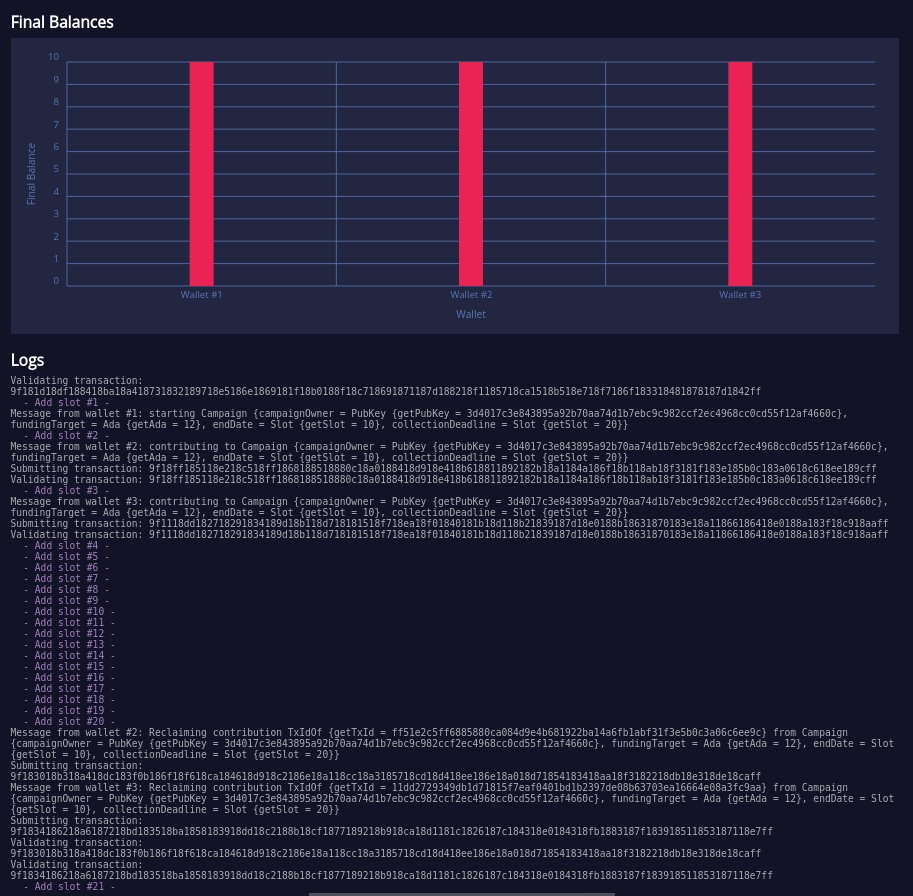 Final Balances
10
9
8
7
6
5
4
3
2
1
0
Final Balance
Wallet #1
Wallet #2
Wallet #3
Wallet
Logs
Validating transaction:
9f181d18df188418ba18a418731832189718e5186e1869181f18b0188f18c718691871187d188218f1185718ca1518b518e718f7186f183318481878187d1842ff
- Add slot #1 -
Message from wallet #1: starting Campaign {campaignOwner = PubKey {getPubKey = 3d4017c3e843895a92b70aa74d1b7ebc9c982ccf2ec4968cc0cd55f12af4660c},
fundingTarget = Ada {getAda = 12}, endDate = Slot {getSlot = 10}, collectionDeadline = Slot {getSlot = 20}}
- Add slot #2 -
Message from wallet #2: contributing to Campaign {campaignOwner = PubKey {getPubKey = 3d4017c3e843895a92b70aa74d1b7ebc9c982ccf2ec4968cc0cd55f12af4660c},
fundingTarget = Ada {getAda = 12}, endDate = Slot {getSlot = 10}, collectionDeadline = Slot {getSlot = 20}}
Submitting transaction: 9f18ff185118e218c518ff1868188518880c18a0188418d918e418b618811892182b18a1184a186f18b118ab18f3181f183e185b0c183a0618c618ee189cff
Validating transaction: 9f18ff185118e218c518ff1868188518880c18a0188418d918e418b618811892182b18a1184a186f18b118ab18f3181f183e185b0c183a0618c618ee189cff
- Add slot #3 -
Message from wallet #3: contributing to Campaign {campaignOwner = PubKey {getPubKey = 3d4017c3e843895a92b70aa74d1b7ebc9c982ccf2ec4968cc0cd55f12af4660c},
fundingTarget = Ada {getAda = 12}, endDate = Slot {getSlot = 10}, collectionDeadline = Slot {getSlot = 20}}
Submitting transaction: 9f1118dd182718291834189d18b118d718181518f718ea18f01840181b18d118b21839187d18e0188b18631870183e18a11866186418e0188a183f18c918aaff
Validating transaction: 9f1118dd182718291834189d18b118d718181518f718ea18f01840181b18d118b21839187d18e0188b18631870183e18a11866186418e0188a183f18c918aaff
- Add slot #4 -
- Add slot #5 -
- Add slot #6 -
- Add slot #7 -
- Add slot #8 -
- Add slot #9 -
- Add slot #10 -
- Add slot #11 -
- Add slot #12 -
- Add slot #13 -
- Add slot #14 -
- Add slot #15 -
- Add slot #16 -
- Add slot #17 -
- Add slot #18 -
- Add slot #19 -
- Add slot #20 -
Message from wallet #2: Reclaiming contribution TxIdOf {getTxId = ff51e2c5ff6885880ca084d9e4b681922ba14a6fb1abf31f3e5b0c3a06c6ee9c} from Campaign
{campaignOwner = PubKey {getPubKey = 3d4017c3e843895a92b70aa74d1b7ebc9c982ccf2ec4968cc0cd55f12af4660c}, fundingTarget = Ada {getAda = 12}, endDate = Slot
{getSlot = 10}, collectionDeadline = Slot {getSlot = 20}}
Submitting transaction:
9f183018b318a418dc183f0b186f18f618ca184618d918c2186e18a118cc18a3185718cd18d418ee186e18a018d71854183418aa18f3182218db18e318de18caff
Message from wallet #3: Reclaiming contribution TxIdOf {getTxId = 11dd2729349db1d71815f7eaf0401bd1b2397de08b63703ea16664e08a3fc9aa} from Campaign
{campaignOwner = PubKey {getPubKey = 3d4017c3e843895a92b70aa74d1b7ebc9c982ccf2ec4968cc0cd55f12af4660c}, fundingTarget = Ada {getAda = 12}, endDate = Slot
{getSlot = 10}, collectionDeadline = Slot {getSlot = 20}}
Submitting transaction:
9f1834186218a6187218bd183518ba1858183918dd18c2188b18cf1877189218b918ca18d1181c1826187c184318e0184318fb1883187f183918511853187118e7ff
Validating transaction:
9f183018b318a418dc183f0b186f18f618ca184618d918c2186e18a118cc18a3185718cd18d418ee186e18a018d71854183418aa18f3182218db18e318de18caff
Validating transaction:
9f1834186218a6187218bd183518ba1858183918dd18c2188b18cf1877189218b918ca18d1181c1826187c184318e0184318fb1883187f183918511853187118e7ff
- Add slot #21 -